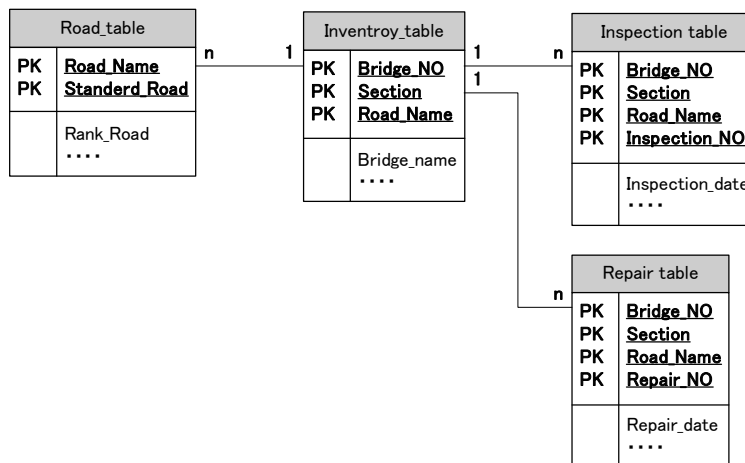 Road_table
PK Road_Name
PK Standerd_Road
Rank_Road
・・・・
n 1
Inventroy_table
PK Bridge_NO
PK Section
PK Road_Name
Bridge_name
・・・・
1 n
1
n
Inspection table
PK Bridge_NO
PK Section
PK Road_Name
PK Inspection_NO
Inspection_date
・・・・
Repair table
PK Bridge_NO
PK Section
PK Road_Name
PK Repair_NO
Repair_date
・・・・